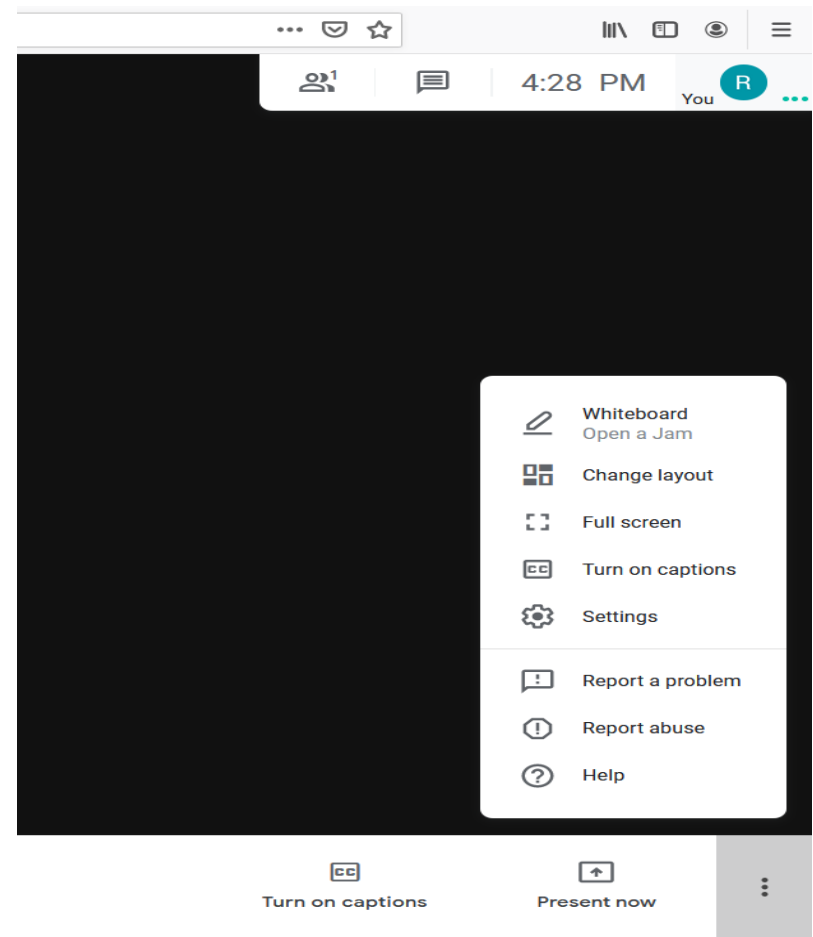 1
4:28 PM
You
R
Whiteboard
Open a Jam
Change layout
Full screen
CC
Turn on captions
Settings
Report a problem
Report abuse
Help
CC
Turn on captions
Present now